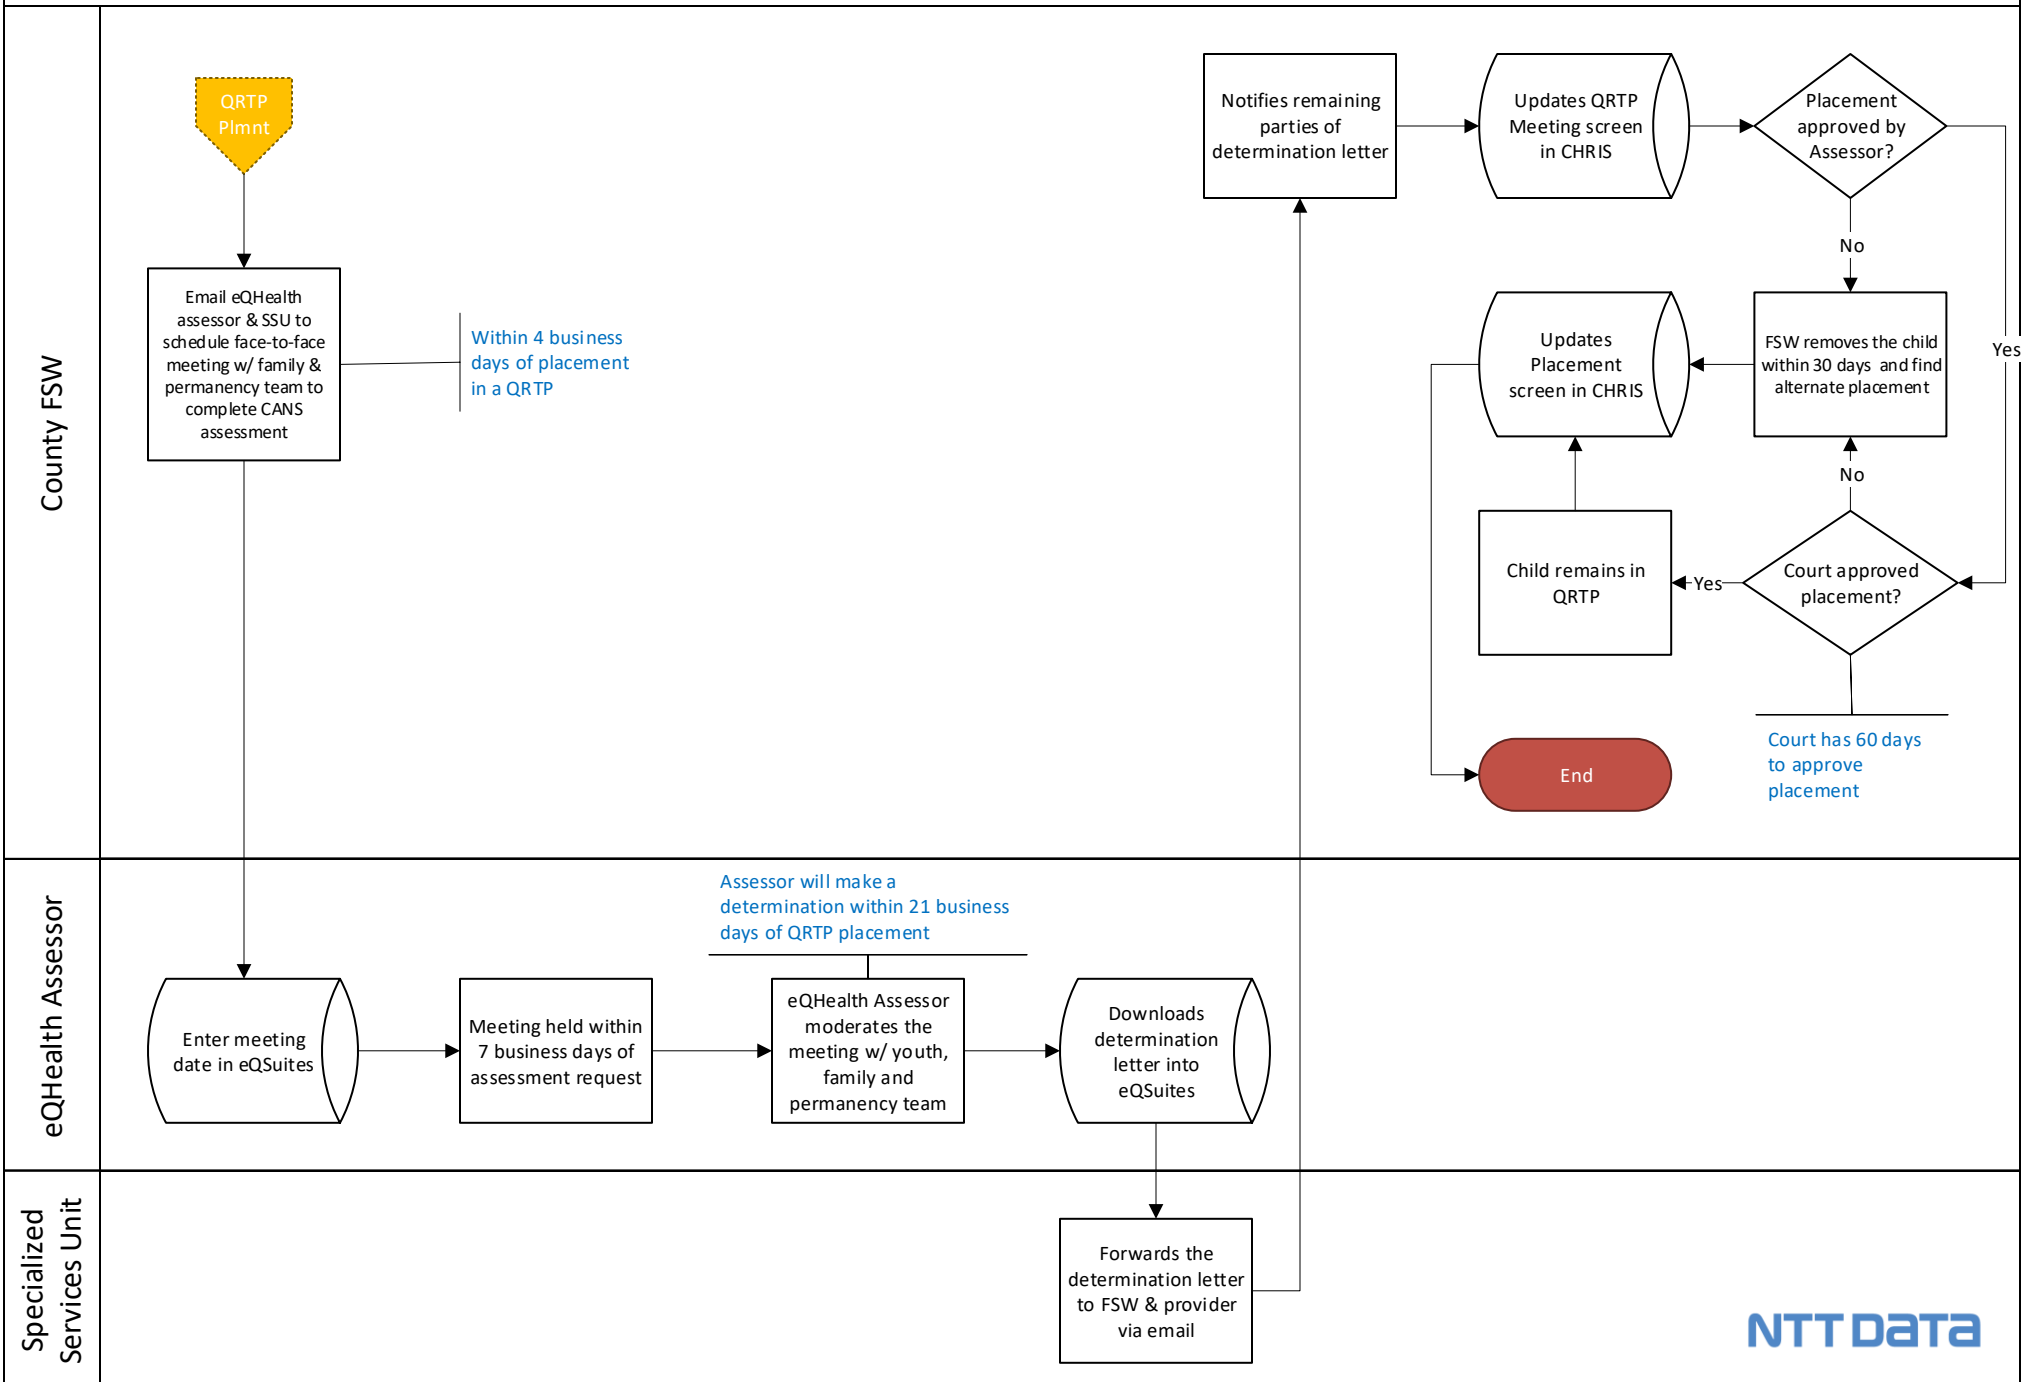 County FSW
QRTP
Plmnt
Email eQHealth
assessor & SSU to
schedule face-to-face
meeting w/ family &
permanency team to
complete CANS
assessment
Within 4 business
days of placement
in a QRTP
Notifies remaining
parties of
determination letter
Updates QRTP
Meeting screen
in CHRIS
Placement
approved by
Assessor?
No
Yes
FSW removes the child
within 30 days and find
alternate placement
Updates
Placement
screen in CHRIS
No
Court approved
placement?
Yes
Child remains in
QRTP
Court has 60 days
to approve
placement
End
eQHealth Assessor
Assessor will make a
determination within 21 business
days of QRTP placement
Enter meeting
date in eQSuites
Meeting held within
7 business days of
assessment request
eQHealth Assessor
moderates the
meeting w/ youth,
family and
permanency team
Downloads
determination
letter into
eQSuites
Specialized
Services Unit
Forwards the
determination letter
to FSW & provider
via email
NTT DATA